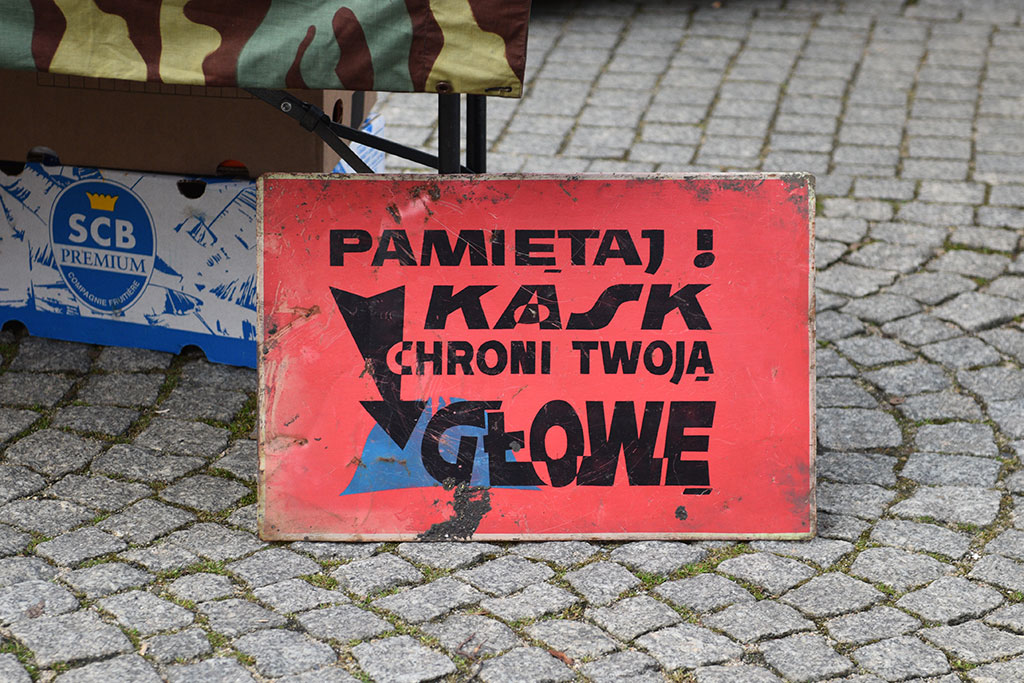 SCB
PREMIUM
COMPAGNIE FRUITIÈRE
PAMIĘTAJ !
KASK
CHRONI TWOJĄ
GŁOWĘ